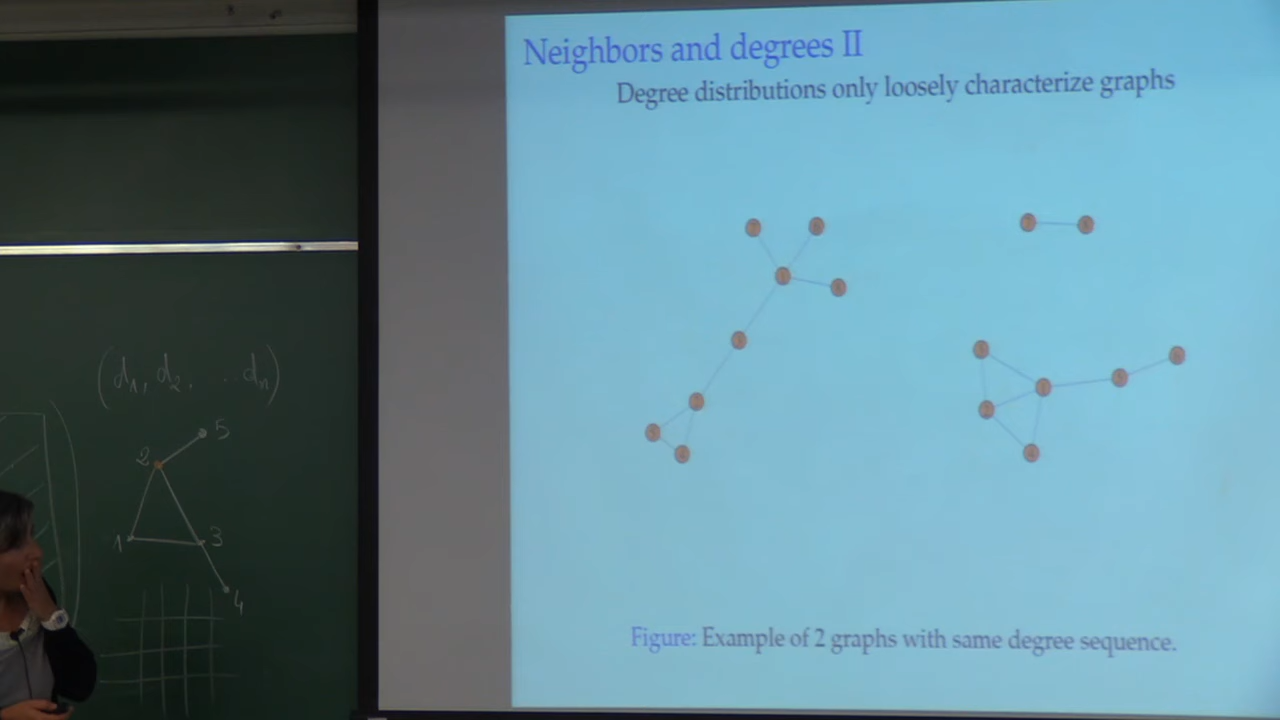 Neighbors and degrees II
Degree distributions only loosely characterize graphs
(d1, d2, ..dn)
5
2
1
3
4
Figure: Example of 2 graphs with same degree sequence.